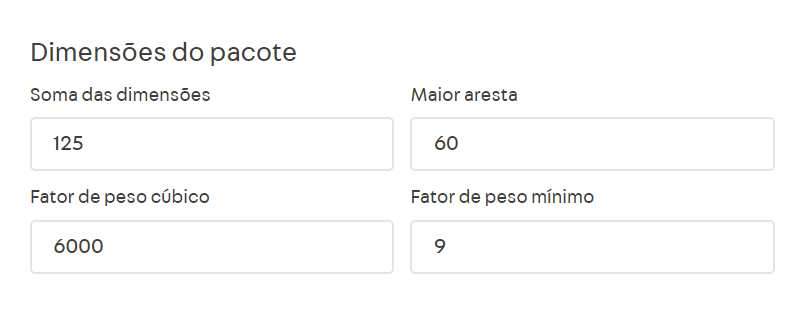 Dimensões do pacote
Soma das dimensões
Maior aresta
125
60
Fator de peso cúbico
Fator de peso mínimo
6000
9